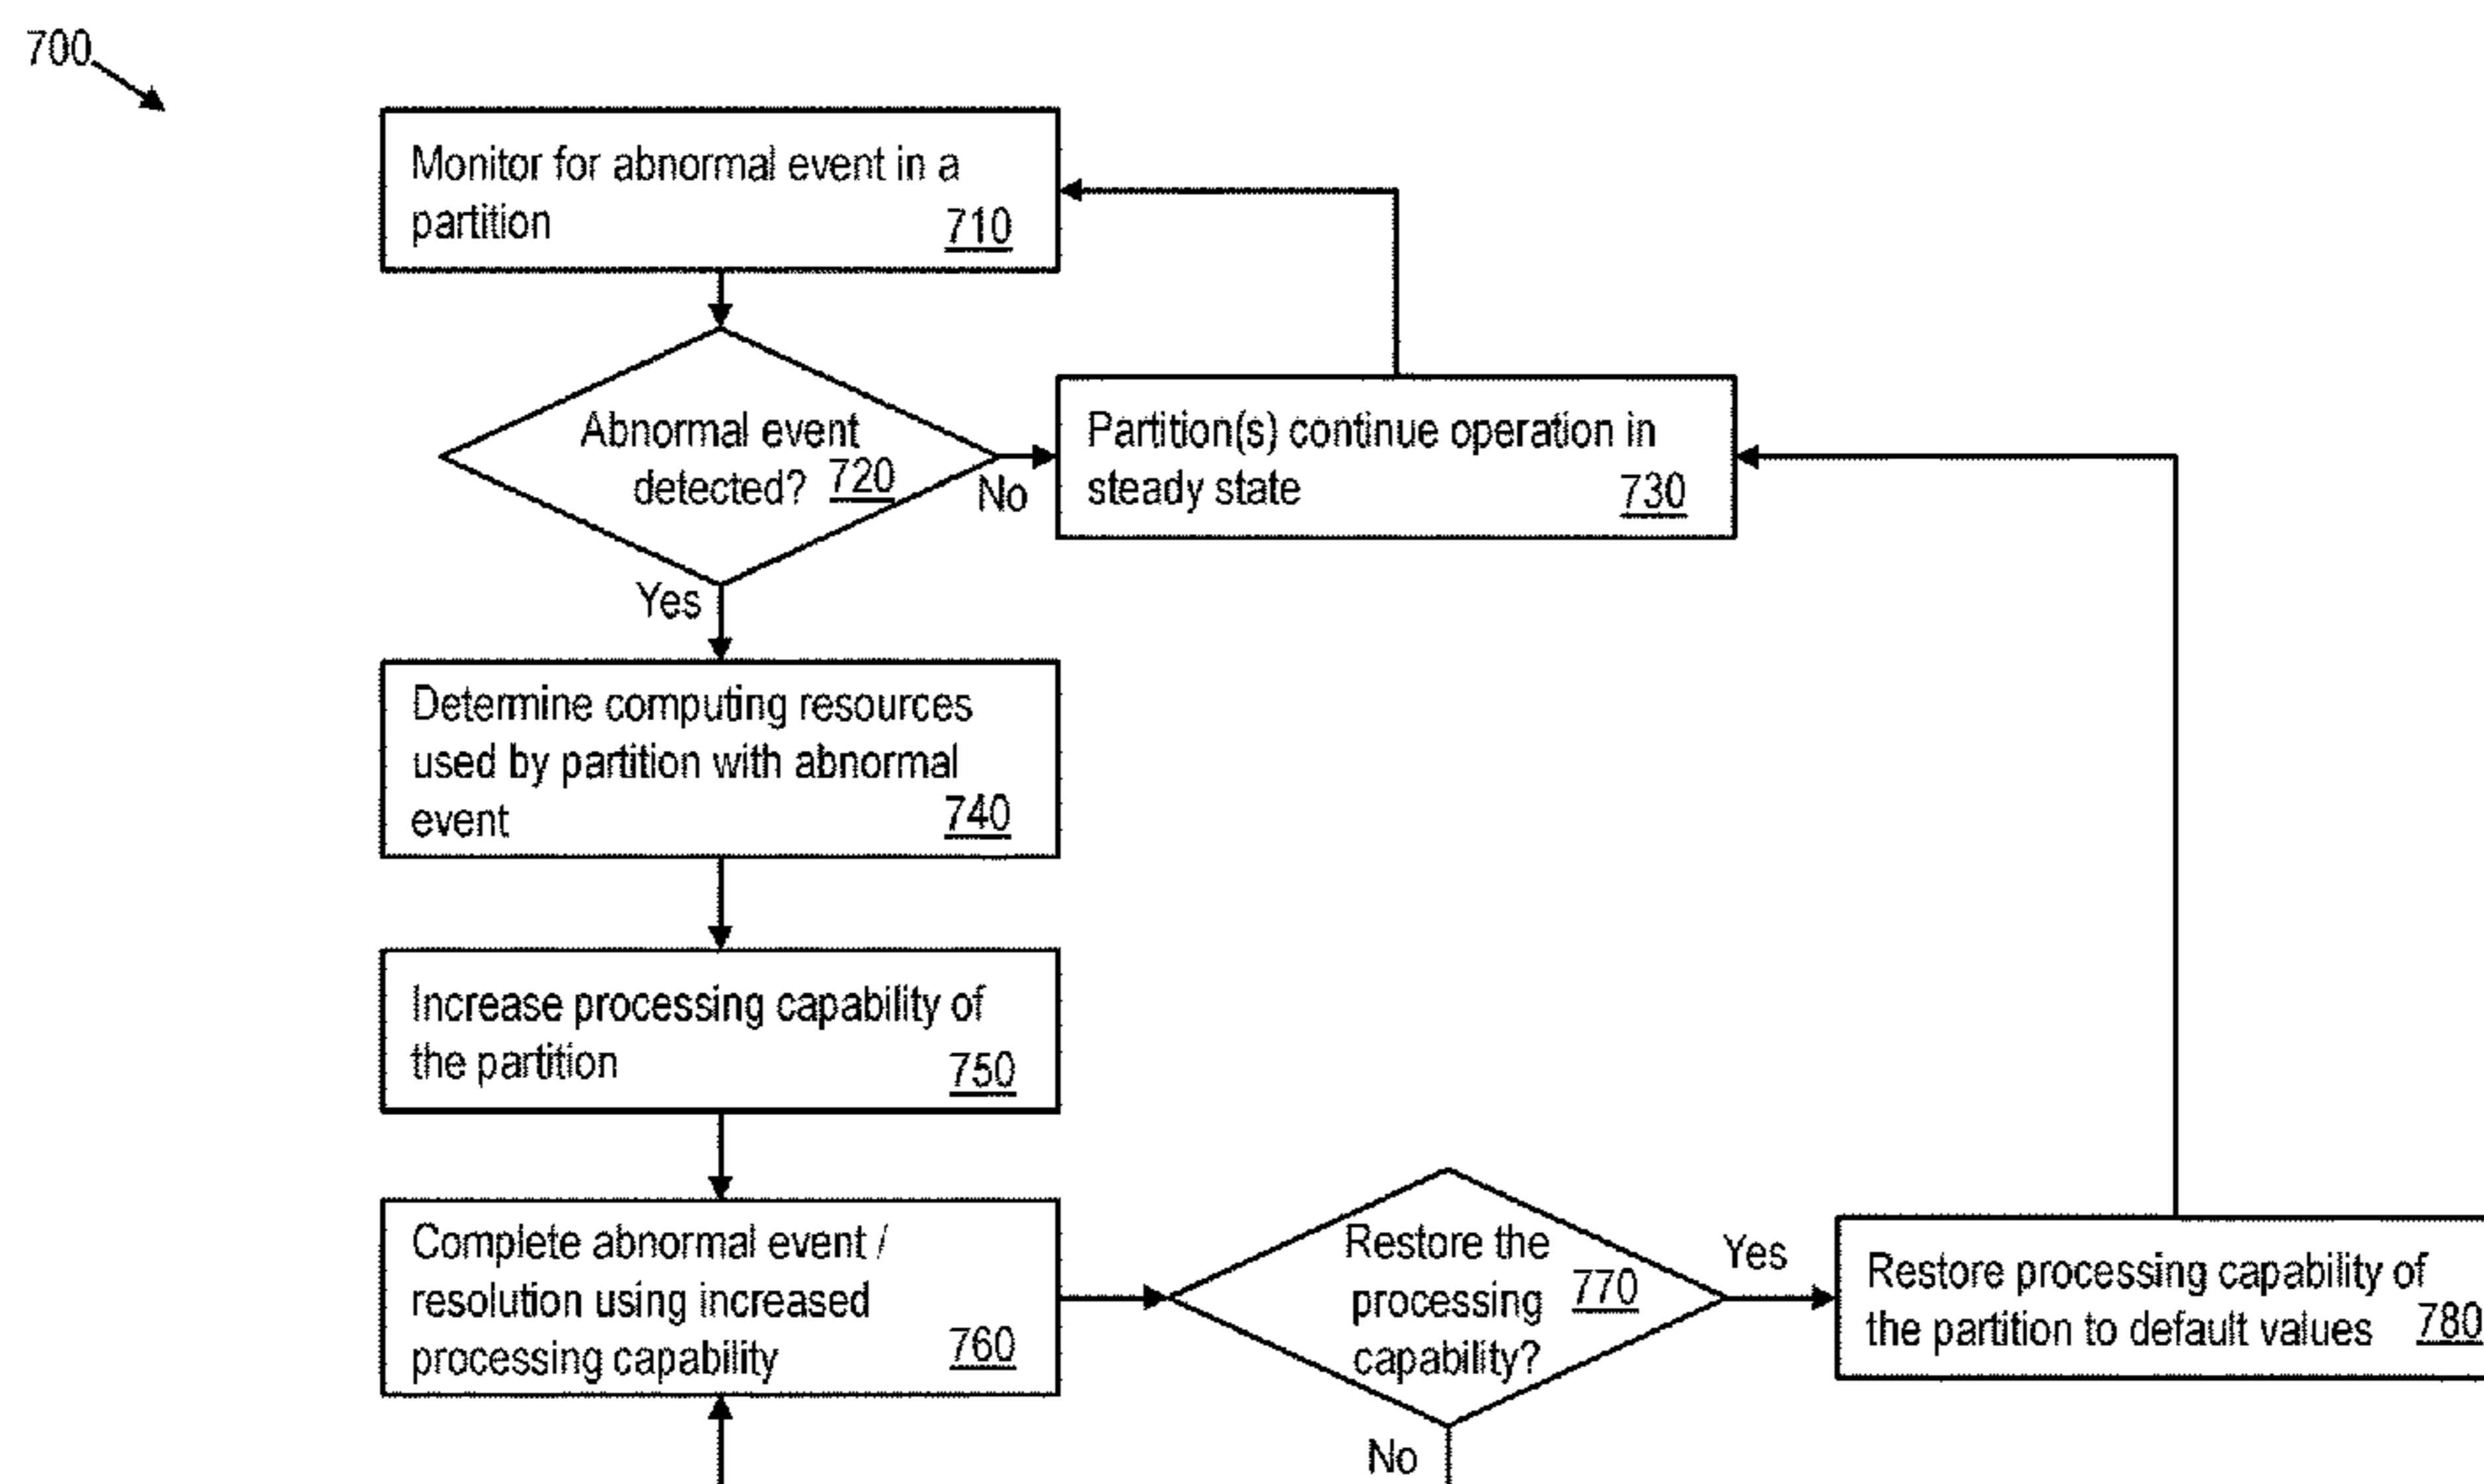 700
Monitor for abnormal event in a
partition 710
Abnormal event
detected? 720
No
Partition(s) continue operation in
steady state 730
Yes
Determine computing resources
used by partition with abnormal
event 740
Increase processing capability of
the partition 750
Complete abnormal event /
resolution using increased
processing capability 760
Restore the
processing 770
capability?
Yes
Restore processing capability of
the partition to default values 780
No